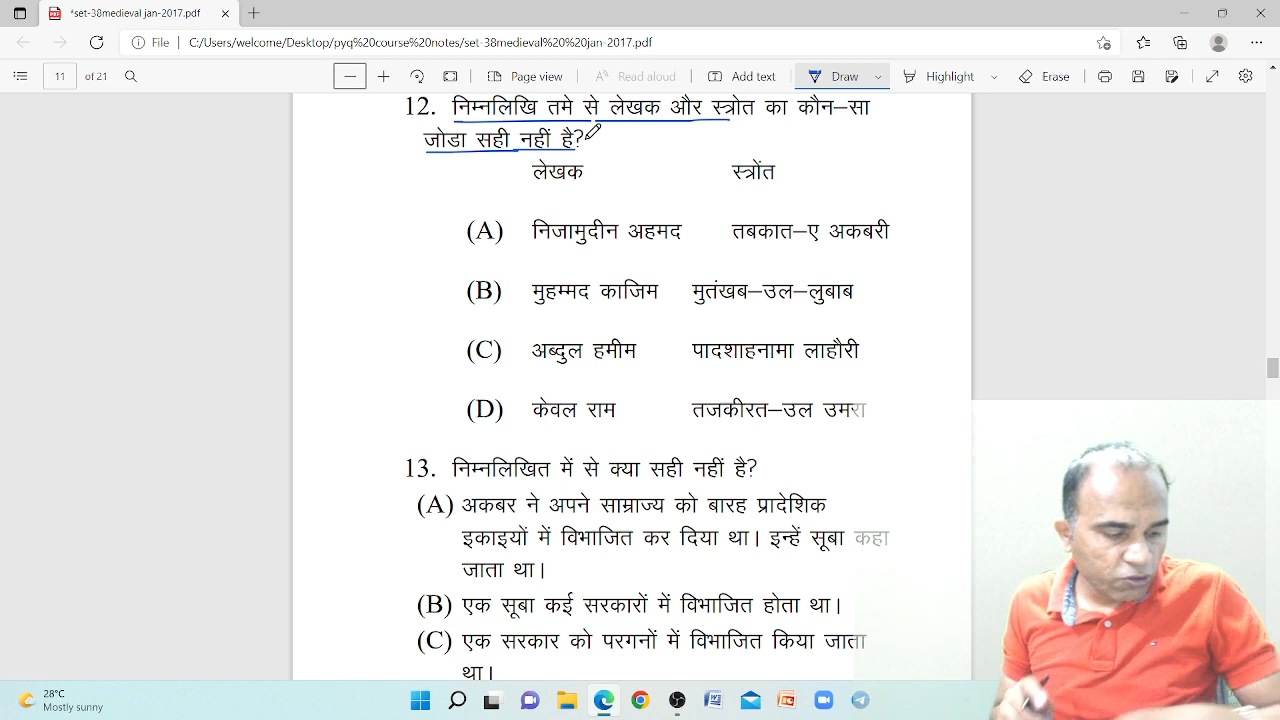 *set-38medieval jan-2017.pdf
File C:/Users/welcome/Desktop/pyq%20course%20notes/set-38medieval%20%20jan-2017.pdf
11 of 21 Page view Read aloud Add text Draw Highlight Erase
12. निम्नलिखि तमे से लेखक और स्त्रोत का कौन–सा
जोडा सही नहीं है?
लेखक स्त्रोंत
(A) निजामुदीन अहमद तबकात–ए अकबरी
(B) मुहम्मद काजिम मुतंखब–उल–लुबाब
(C) अब्दुल हमीम पादशाहनामा लाहौरी
(D) केवल राम तजकीरत–उल उमरा
13. निम्नलिखित में से क्या सही नहीं है?
(A) अकबर ने अपने साम्राज्य को बारह प्रादेशिक
इकाइयों में विभाजित कर दिया था। इन्हें सूबा कहा
जाता था।
(B) एक सूबा कई सरकारों में विभाजित होता था।
(C) एक सरकार को परगनों में विभाजित किया जाता
था।
28°C
Mostly sunny